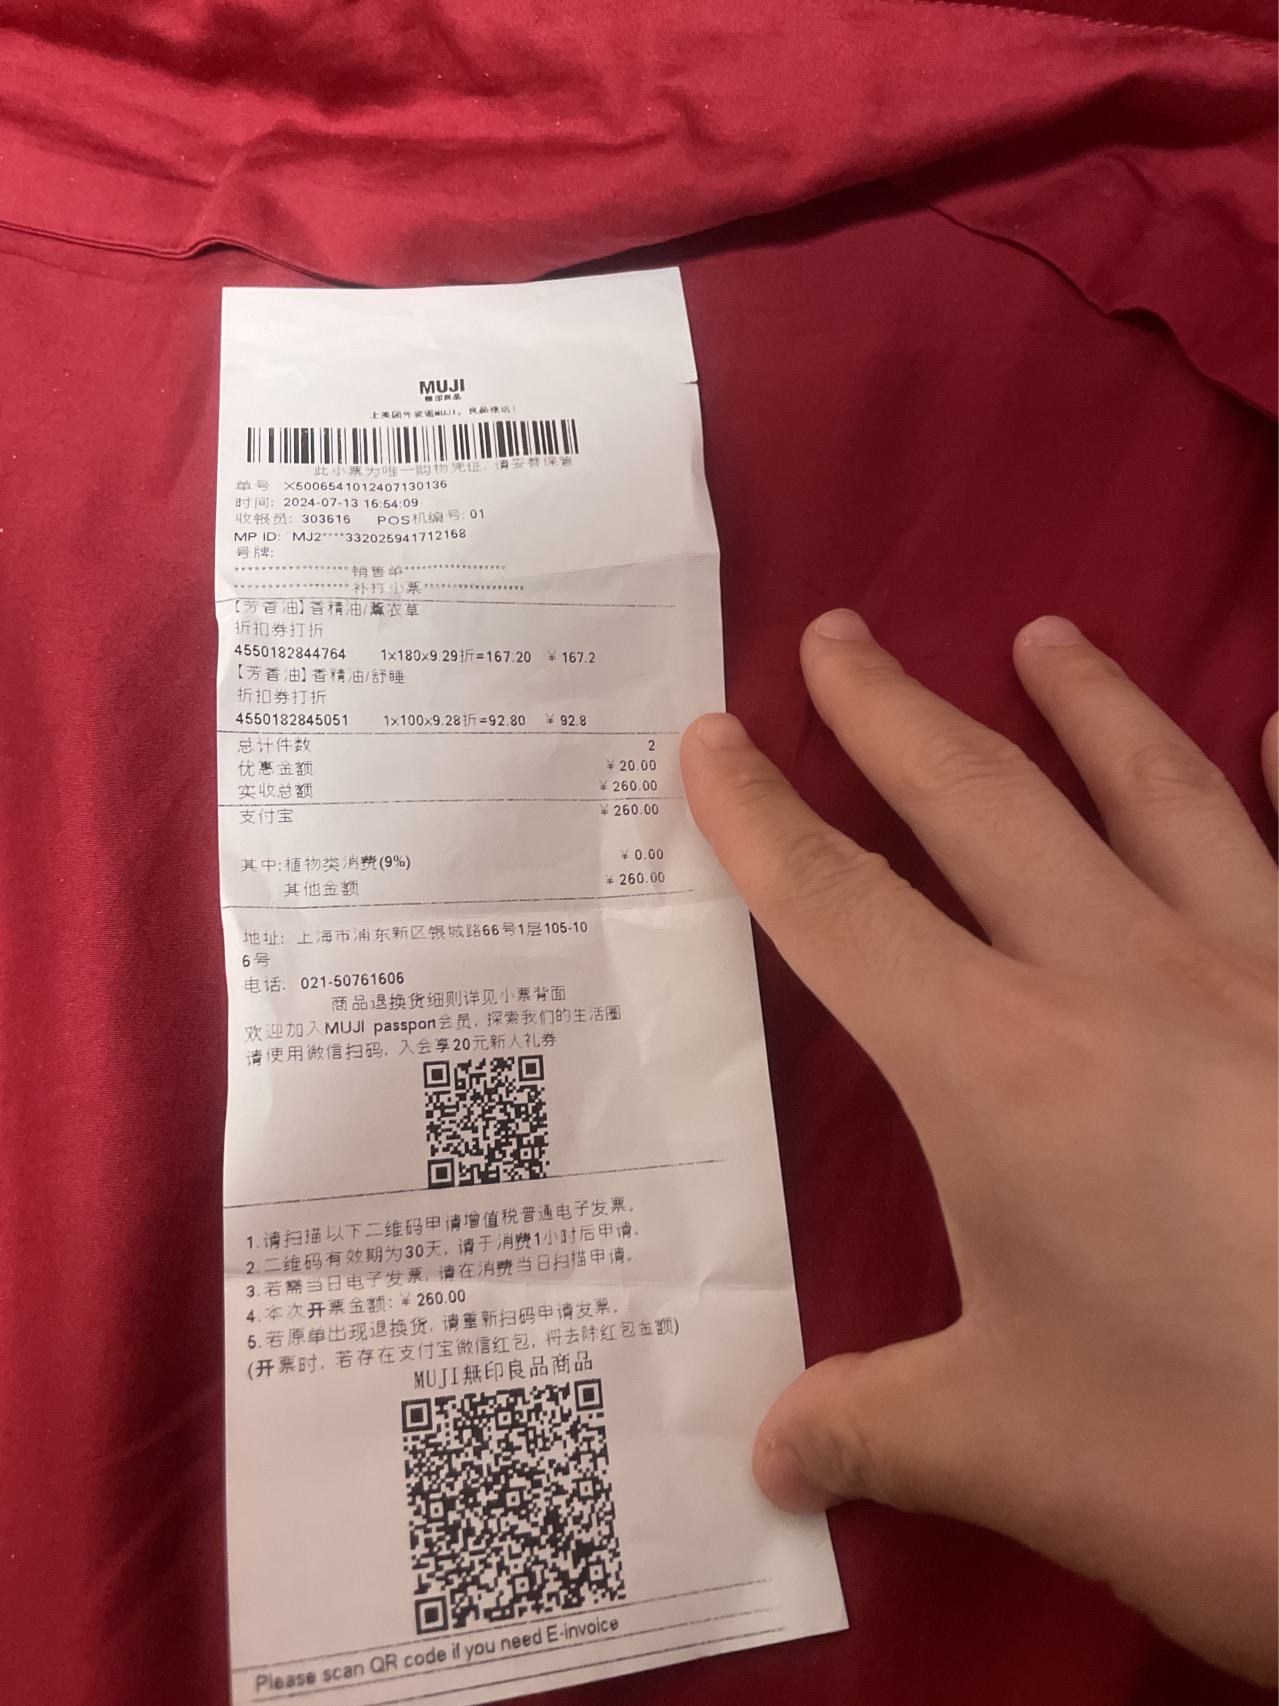 MUJI
無印良品
上美团外卖逛MUJI，良品速达！
此小票为唯一购物凭证，请妥善保管
单号 X5006541012407130136
时间: 2024-07-13 16:54:09
收银员: 303616 POS机编号: 01
MP ID: MJ2****332025941712168
号牌:
********************销售单******************
********************补打小票******************
【芳香油】香精油/薰衣草
折扣券打折
4550182844764 1x180x9.29折=167.20 ￥167.2
【芳香油】香精油/舒睡
折扣券打折
4550182845051 1x100x9.28折=92.80 ￥92.8
总计件数 2
优惠金额 ￥20.00
实收总额 ￥260.00
支付宝 ￥260.00
其中:植物类消费(9%) ￥0.00
其他金额 ￥260.00
地址: 上海市浦东新区银城路66号1层105-10
6号
电话: 021-50761606
商品退换货细则详见小票背面
欢迎加入MUJI passport会员, 探索我们的生活圈
请使用微信扫码, 入会享20元新人礼券
1.请扫描以下二维码申请增值税普通电子发票。
2.二维码有效期为30天, 请于消费1小时后申请。
3.若需当日电子发票, 请在消费当日扫描申请。
4.本次开票金额: ￥260.00
5.若原单出现退换货, 请重新扫码申请发票。
(开票时, 若存在支付宝微信红包, 将去除红包金额)
MUJI無印良品商品
Please scan QR code if you need E-invoice